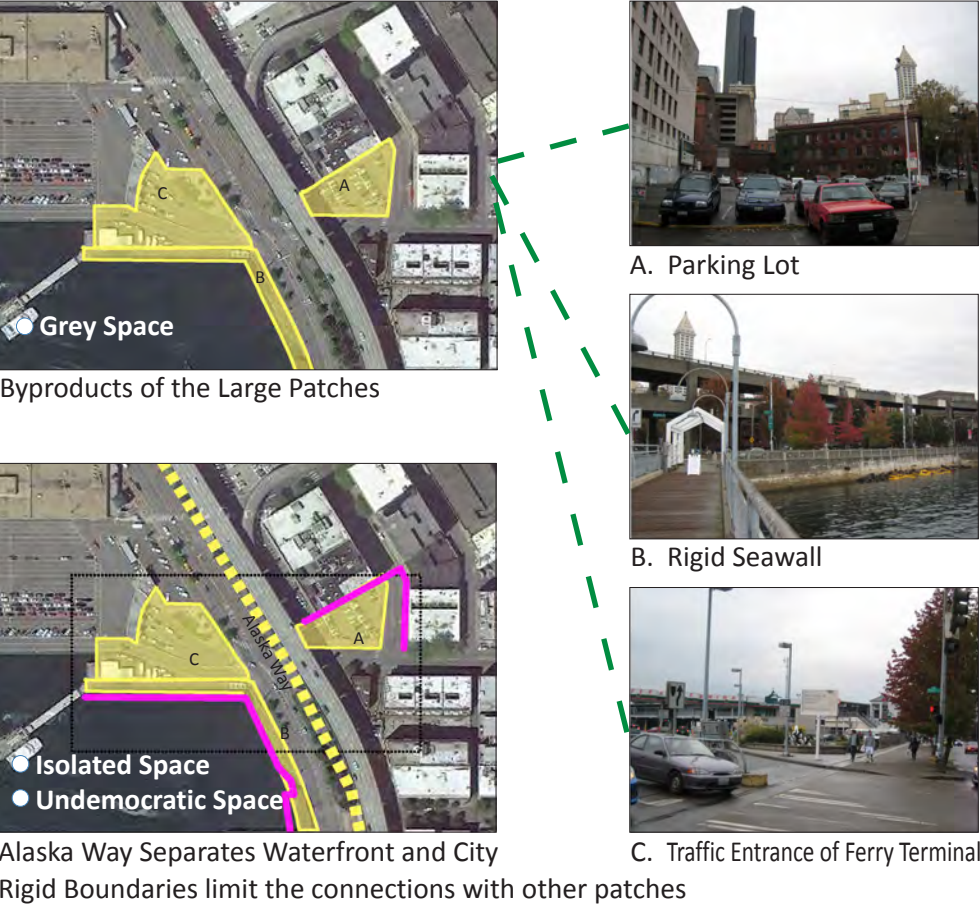 C
A
B
Grey Space
Byproducts of the Large Patches
A. Parking Lot
B. Rigid Seawall
Alaska Way
A
C
B
Isolated Space
Undemocratic Space
Alaska Way Separates Waterfront and City
C. Traffic Entrance of Ferry Terminal
Rigid Boundaries limit the connections with other patches